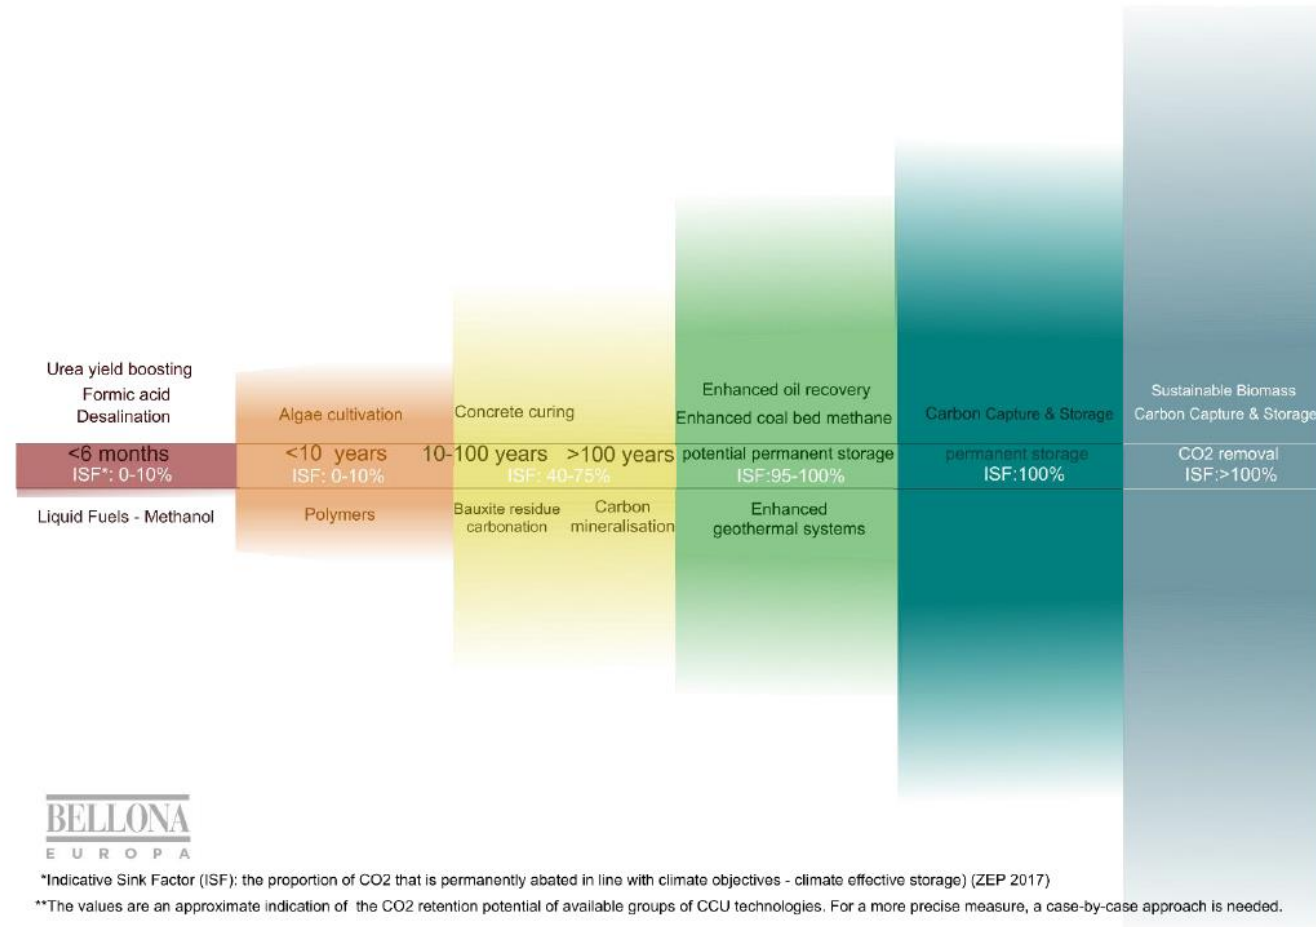 Urea yield boosting
Formic acid
Desalination
<6 months
ISF*: 0-10%
Liquid Fuels - Methanol
Algae cultivation
<10 years
ISF: 0-10%
Polymers
Concrete curing
10-100 years >100 years
ISF: 40-75%
Bauxite residue
carbonation
Carbon
mineralisation
Enhanced oil recovery
Enhanced coal bed methane
potential permanent storage
ISF:95-100%
Enhanced
geothermal systems
Carbon Capture & Storage
permanent storage
ISF:100%
Sustainable Biomass
Carbon Capture & Storage
CO2 removal
ISF:>100%
BELLONA
EUROPA
*Indicative Sink Factor (ISF): the proportion of CO2 that is permanently abated in line with climate objectives - climate effective storage) (ZEP 2017)
**The values are an approximate indication of the CO2 retention potential of available groups of CCU technologies. For a more precise measure, a case-by-case approach is needed.